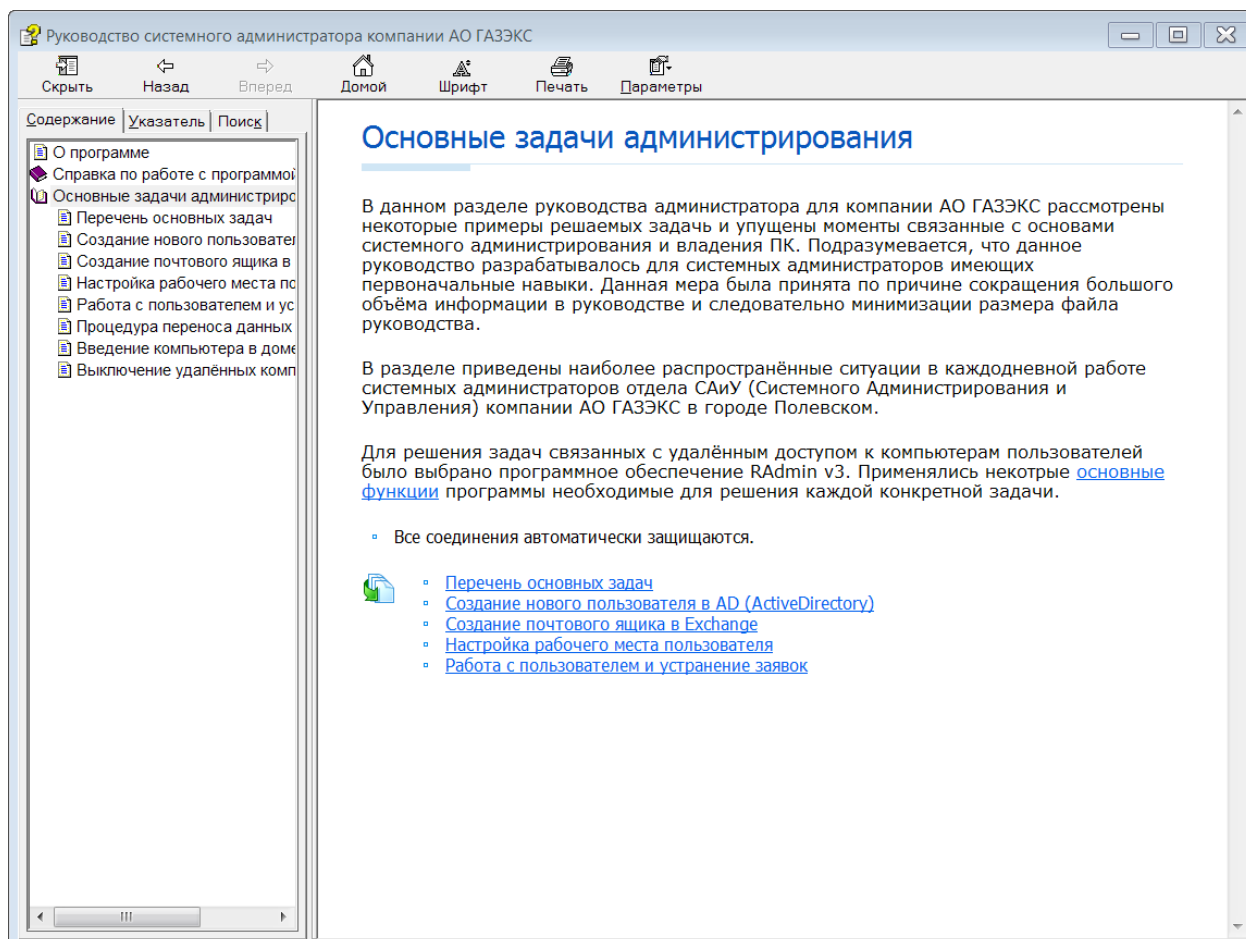 Руководство системного администратора компании АО ГАЗЭКС
Скрыть Назад Вперед Домой Шрифт Печать Параметры
Содержание Указатель Поиск
О программе
Справка по работе с программой
Основные задачи администриро
Перечень основных задач
Создание нового пользовател
Создание почтового ящика в
Настройка рабочего места по
Работа с пользователем и ус
Процедура переноса данных
Введение компьютера в доме
Выключение удалённых комп
Основные задачи администрирования
В данном разделе руководства администратора для компании АО ГАЗЭКС рассмотрены
некоторые примеры решаемых задачь и упущены моменты связанные с основами
системного администрирования и владения ПК. Подразумевается, что данное
руководство разрабатывалось для системных администраторов имеющих
первоначальные навыки. Данная мера была принята по причине сокращения большого
объёма информации в руководстве и следовательно минимизации размера файла
руководства.
В разделе приведены наиболее распространённые ситуации в каждодневной работе
системных администраторов отдела САиУ (Системного Администрирования и
Управления) компании АО ГАЗЭКС в городе Полевском.
Для решения задач связанных с удалённым доступом к компьютерам пользователей
было выбрано программное обеспечение RAdmin v3. Применялись некотрые основные
функции программы необходимые для решения каждой конкретной задачи.
Все соединения автоматически защищаются.
Перечень основных задач
Создание нового пользователя в AD (ActiveDirectory)
Создание почтового ящика в Exchange
Настройка рабочего места пользователя
Работа с пользователем и устранение заявок